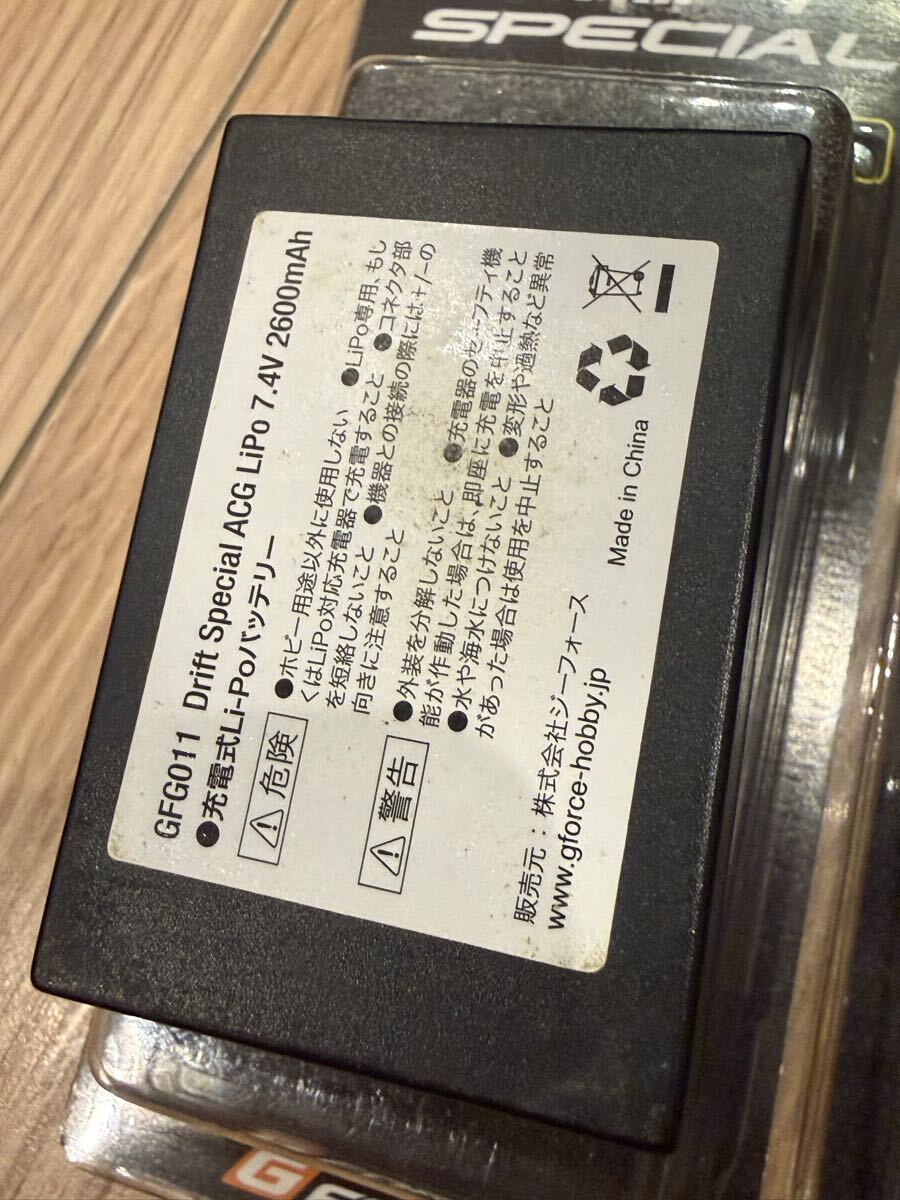 SPECIAL
GFG011 Drift Special ACG LiPo 7.4V 2600mAh
●充電式Li-Poバッテリー
危険
●ホビー用途以外に使用しない ●LiPo専用、もし
くはLiPo対応充電器で充電すること ●コネクタ部
を短絡しないこと ●機器との接続の際には+/−の
向きに注意すること
警告
●外装を分解しないこと ●充電器のセーフティ機
能が作動した場合は、即座に充電を中止すること
●水や海水につけないこと ●変形や過熱など異常
があった場合は使用を中止すること
販売元：株式会社ジーフォース
www.gforce-hobby.jp
Made in China
G